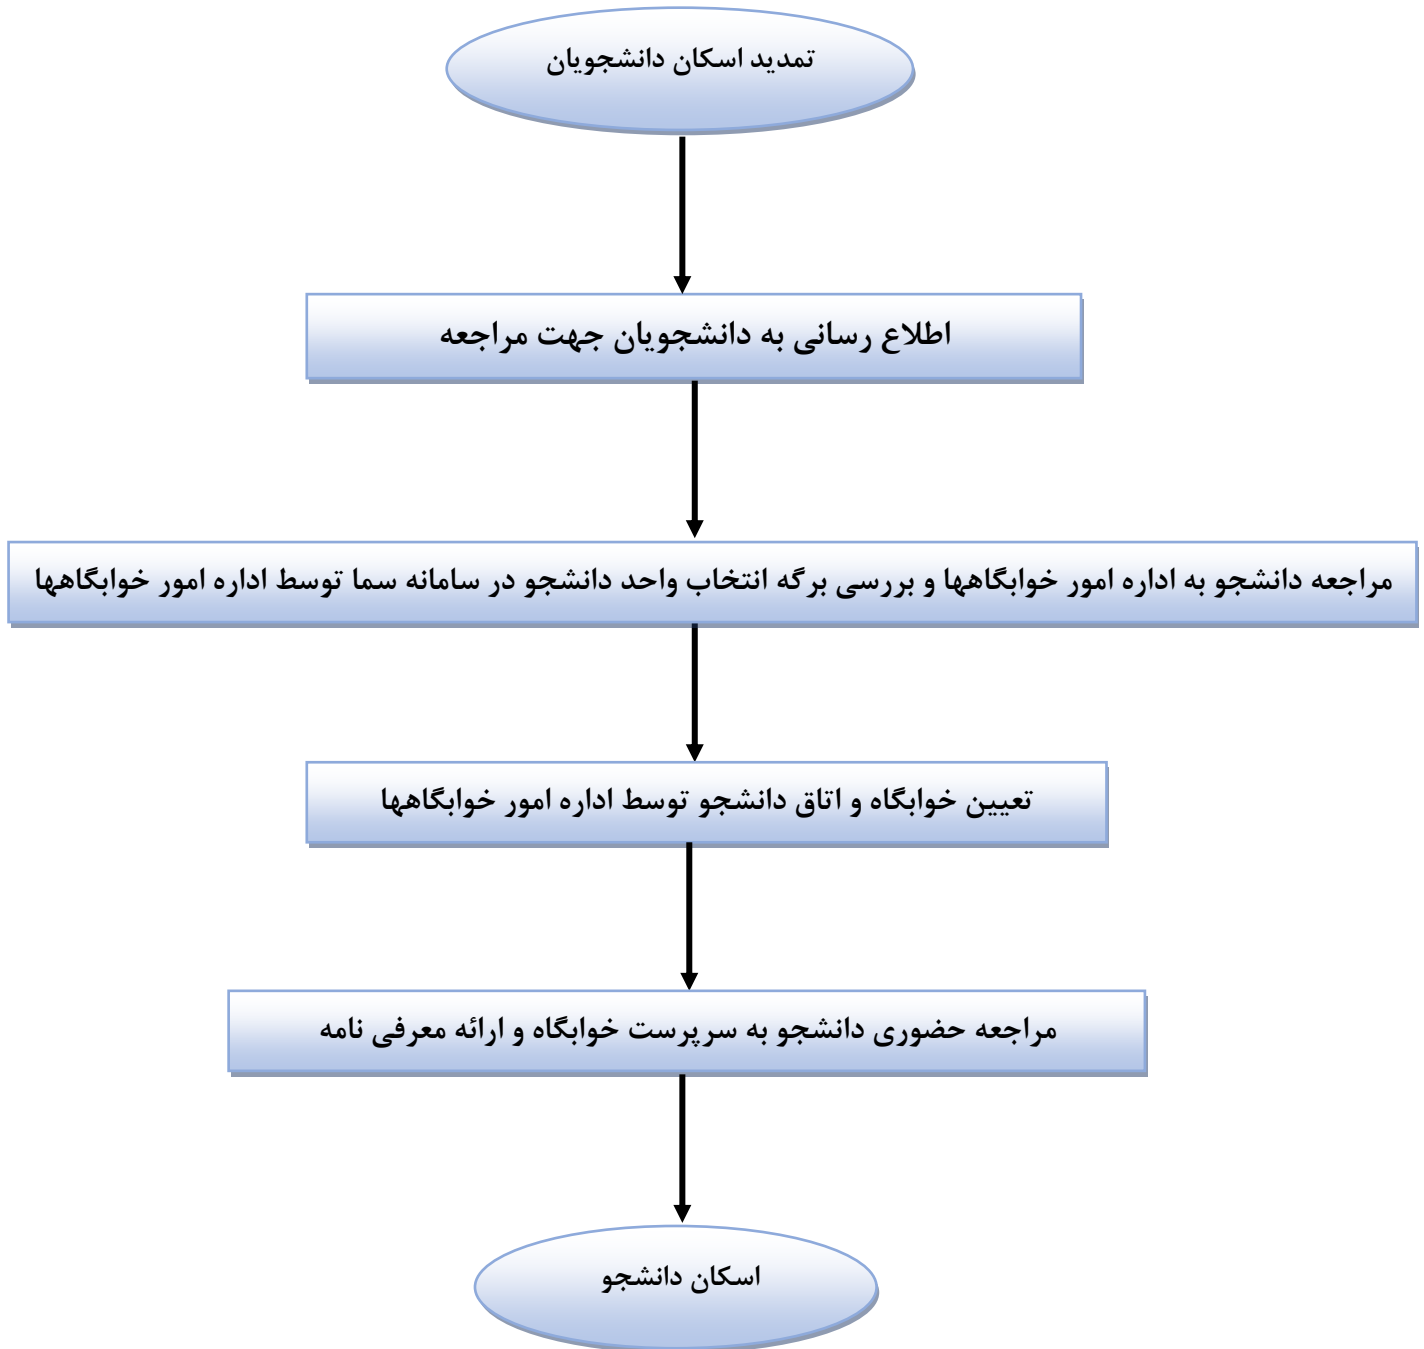 تمدید اسکان دانشجویان
اطلاع رسانی به دانشجویان جهت مراجعه
مراجعه دانشجو به اداره امور خوابگاهها و بررسی برگه انتخاب واحد دانشجو در سامانه سما توسط اداره امور خوابگاهها
تعیین خوابگاه و اتاق دانشجو توسط اداره امور خوابگاهها
مراجعه حضوری دانشجو به سرپرست خوابگاه و ارائه معرفی نامه
اسکان دانشجو